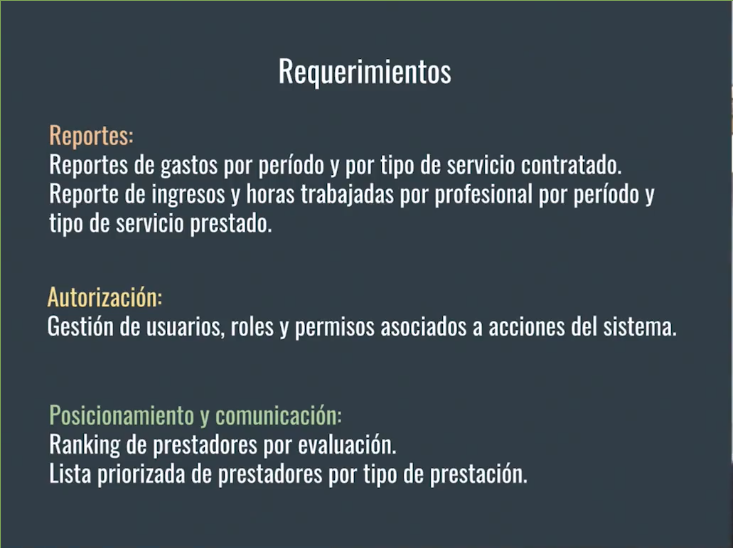 Requerimientos
Reportes:
Reportes de gastos por período y por tipo de servicio contratado.
Reporte de ingresos y horas trabajadas por profesional por período y
tipo de servicio prestado.
Autorización:
Gestión de usuarios, roles y permisos asociados a acciones del sistema.
Posicionamiento y comunicación:
Ranking de prestadores por evaluación.
Lista priorizada de prestadores por tipo de prestación.